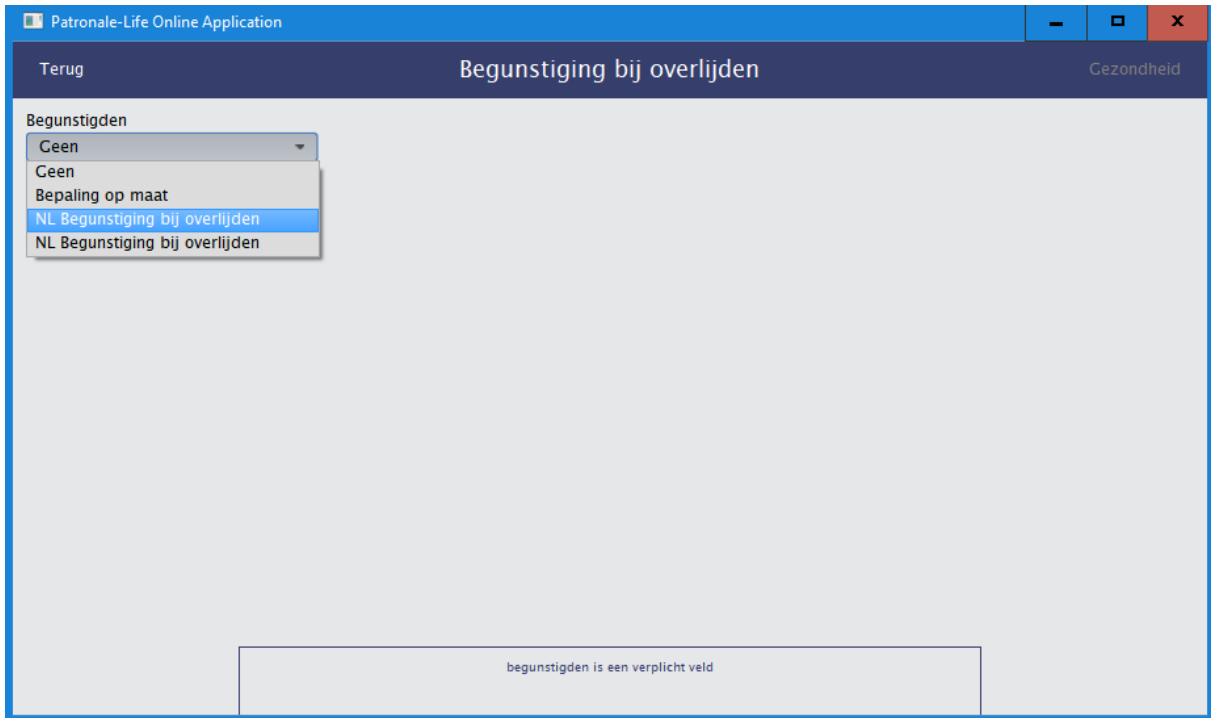 Patronale-Life Online Application
Terug
Begunstiging bij overlijden
Gezondheid
Begunstigden
Geen
Geen
Bepaling op maat
NL Begunstiging bij overlijden
NL Begunstiging bij overlijden
begunstigden is een verplicht veld